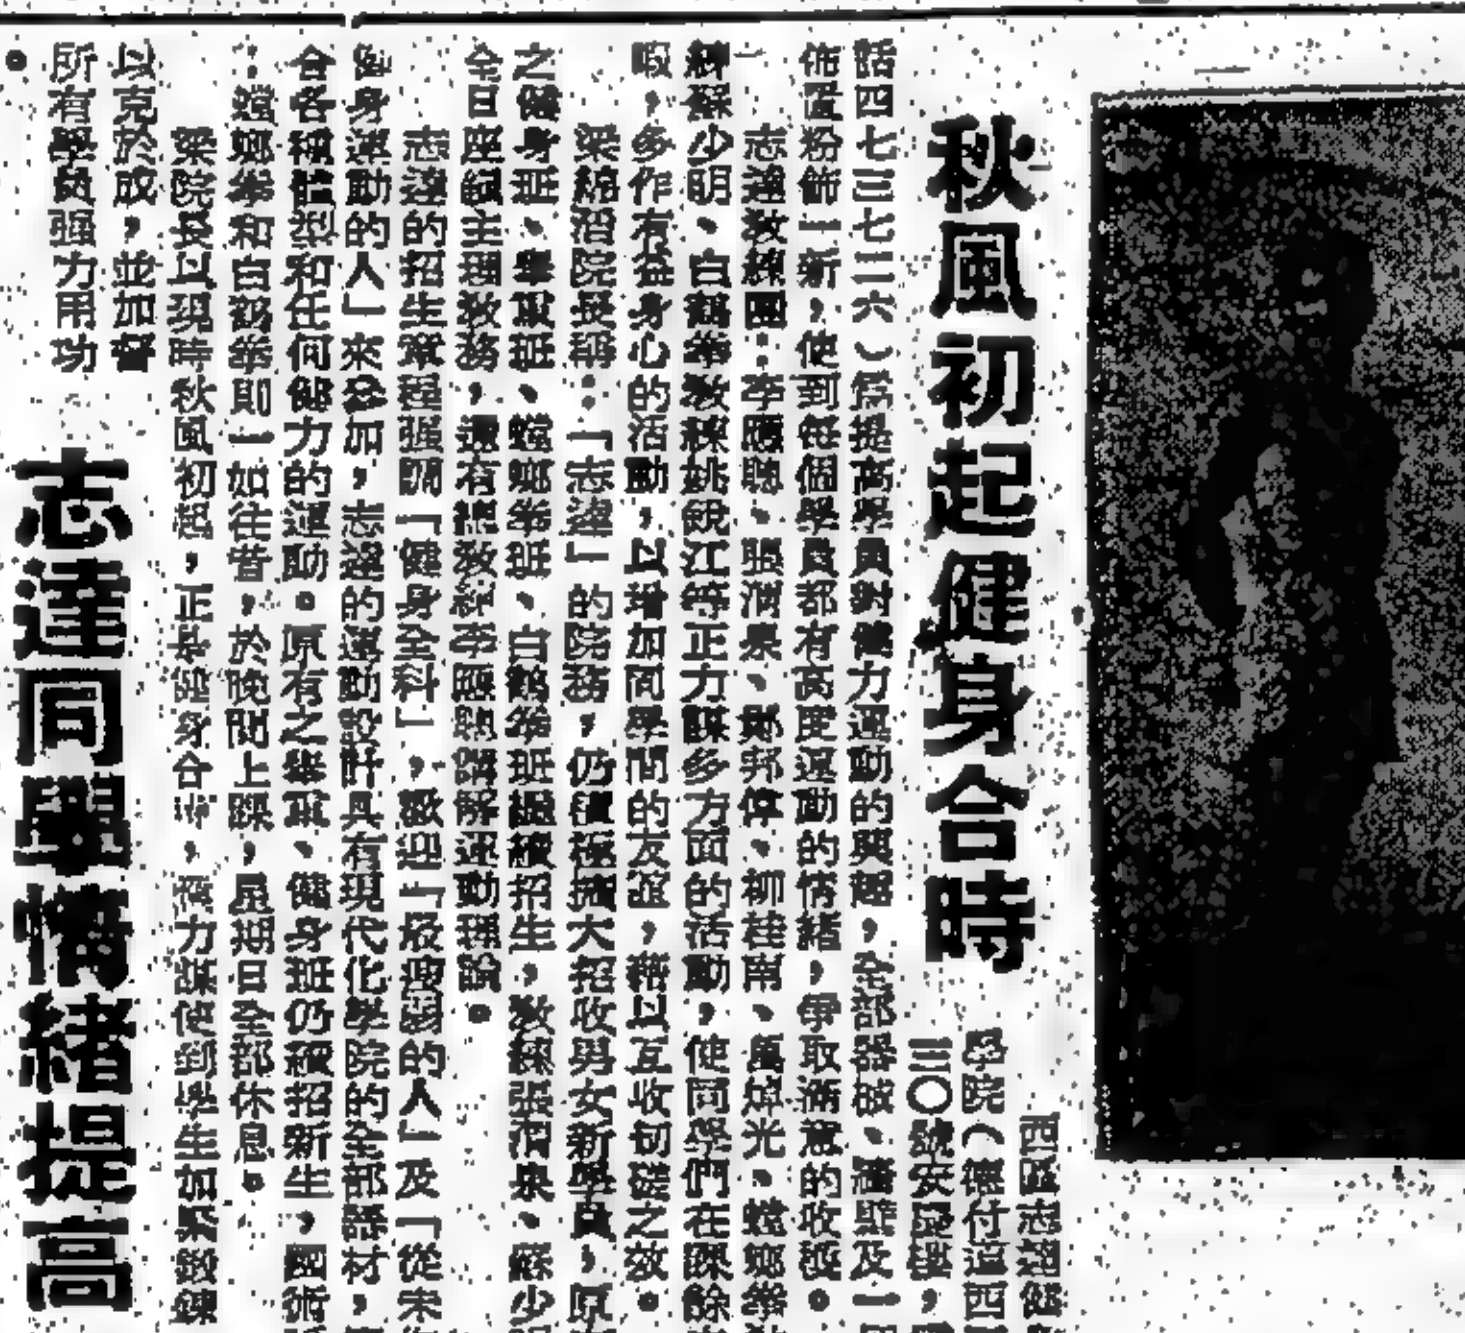 秋風初起健身合時
志達同學情緒提高
西區志達健
學院（德付道西
三三〇號安晏樓，
話四七三七二六）為提高學員對健力運動的興趣，全部器械、牆壁及一
佈置粉飾一新，使到每個學員都有高度運動的情緒，爭取滿意的收穫。
志達教練團：李應聰、張潤泉、鄭邦偉、柳桂南、萬焯光、螳螂拳教
練蘇少明、白鶴拳教練姚銳江等正力謀多方面的活動，使同學們在課餘
暇，多作有益身心的活動，以增加同學間的友誼，藉以互收切磋之效。
梁錦滔院長稱：「志達」的院務，仍積極擴大招收男女新學員，原
之健身班、舉重班、螳螂拳班、白鶴拳班繼續招生，教練張潤泉、蘇少
全日座鎮主理教務，還有總教練李應聰講解運動理論。
志達的招生章程強調「健身全科」，歡迎「最瘦弱的人」及「從未
健身運動的人」來參加，志達的運動設計具有現代化學院的全部器材，
合各種體型和任何體力的運動。原有之舉重、健身班仍續招新生，國術
：螳螂拳和白鶴拳則一如往昔，於晚間上課，星期日全部休息。
梁院長以現時秋風初起，正是健身合時，獨力謀使到學生加緊鍛鍊
以克於成，並加督
所有學員强力用功
。